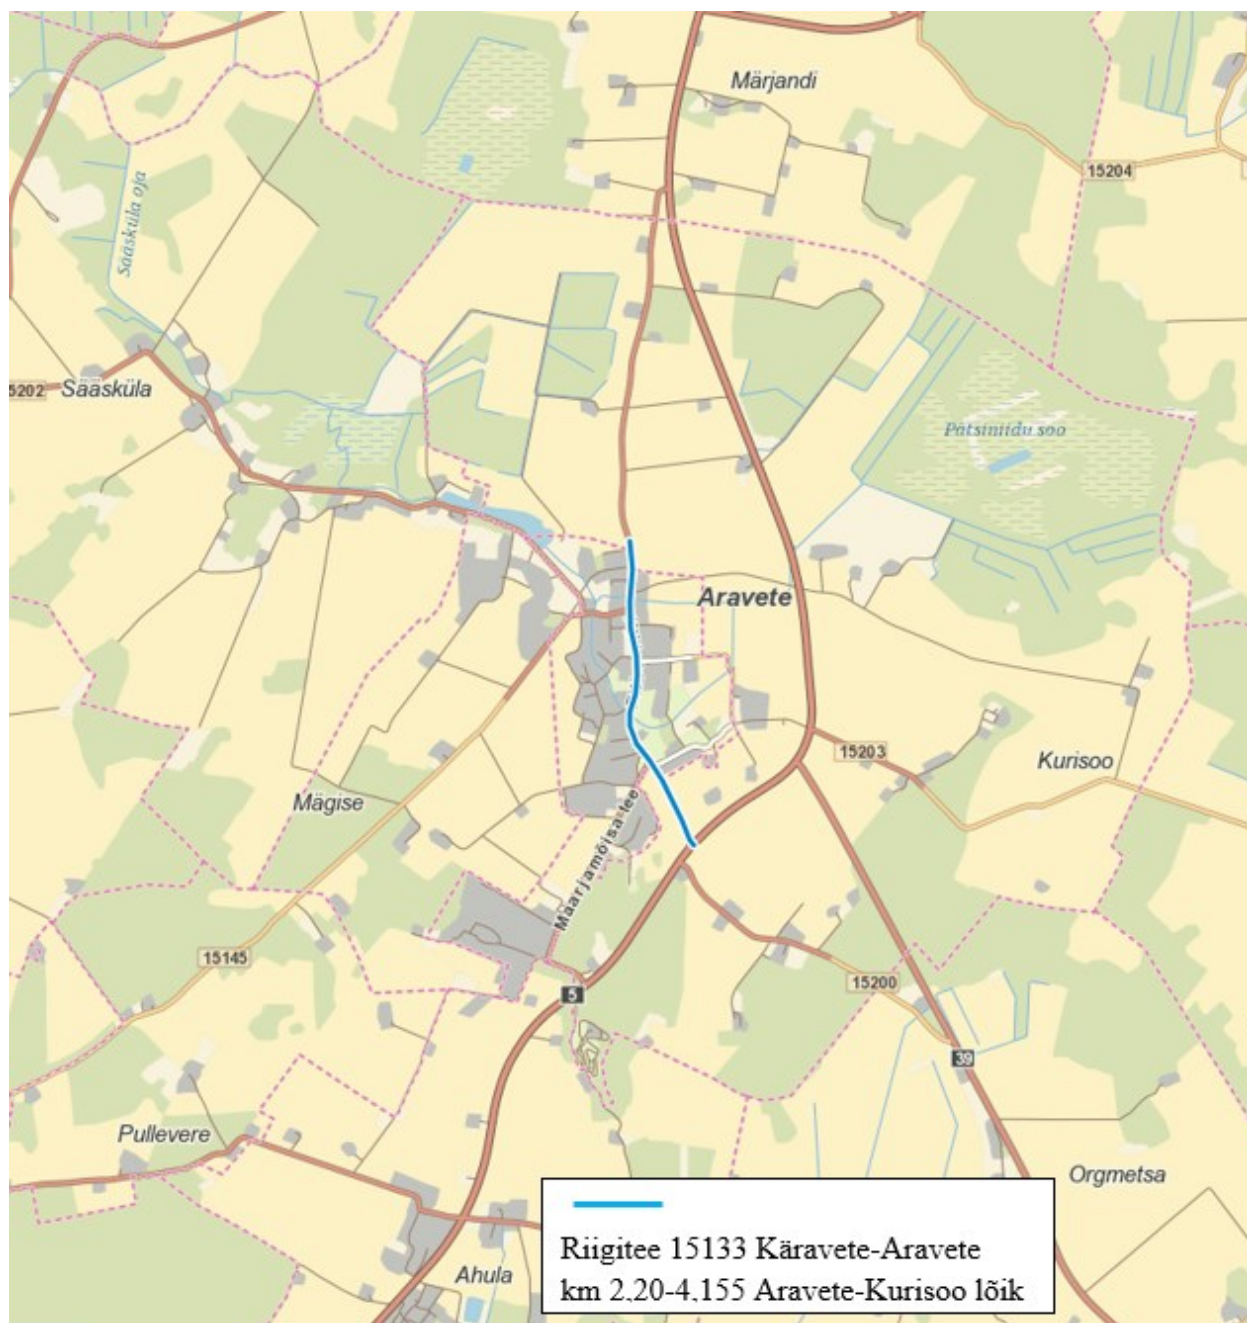 Märjandi
15204
Sääsküla oja
5202
Sääsküla
Pätsiniidu soo
Aravete
15203
Kurisoo
Mägise
Maarjamõisa tee
15145
15200
5
39
Pullevere
Orgmetsa
Ahula
Riigitee 15133 Käravete-Aravete
km 2,20-4,155 Aravete-Kurisoo lõik